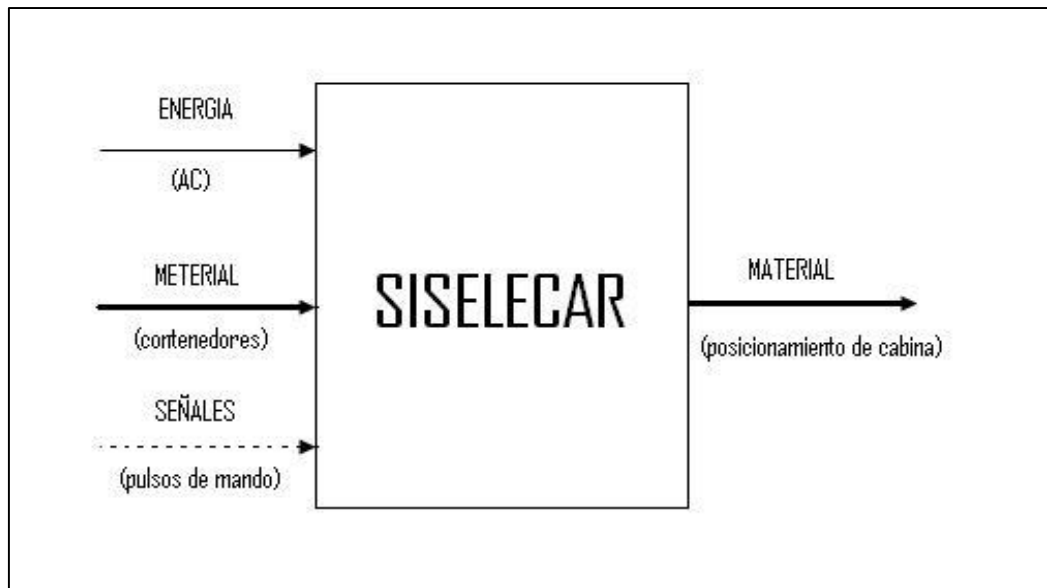 ENERGIA
(AC)
METERIAL
(contenedores)
SEÑALES
(pulsos de mando)
SISELECAR
MATERIAL
(posicionamiento de cabina)